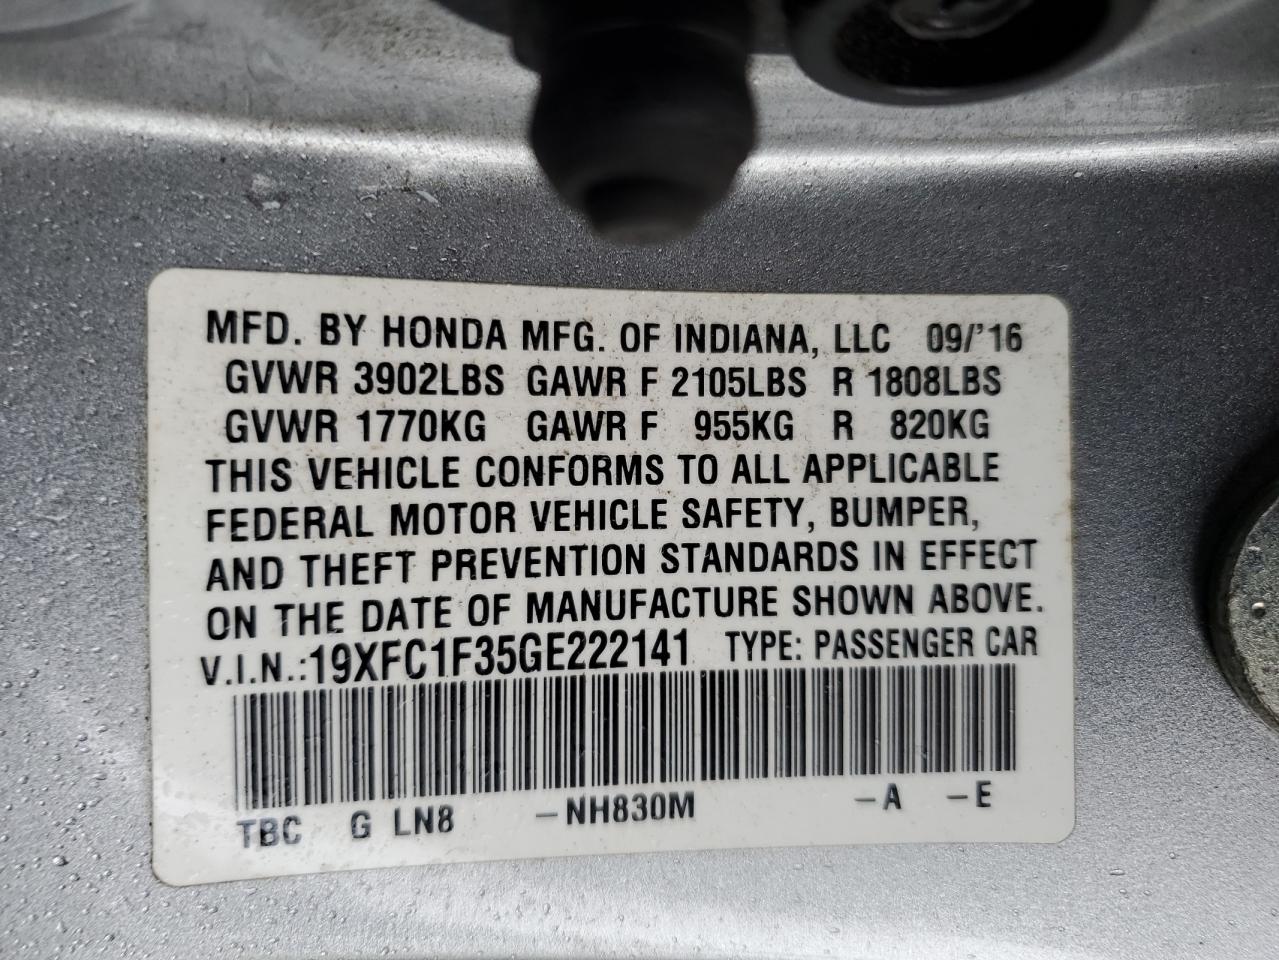 MFD. BY HONDA MFG. OF INDIANA, LLC 09/'16
GVWR 3902LBS GAWR F 2105LBS R 1808LBS
GVWR 1770KG GAWR F 955KG R 820KG
THIS VEHICLE CONFORMS TO ALL APPLICABLE
FEDERAL MOTOR VEHICLE SAFETY, BUMPER,
AND THEFT PREVENTION STANDARDS IN EFFECT
ON THE DATE OF MANUFACTURE SHOWN ABOVE.
V.I.N.:19XFC1F35GE222141 TYPE: PASSENGER CAR
TBC G LN8 –NH830M –A –E